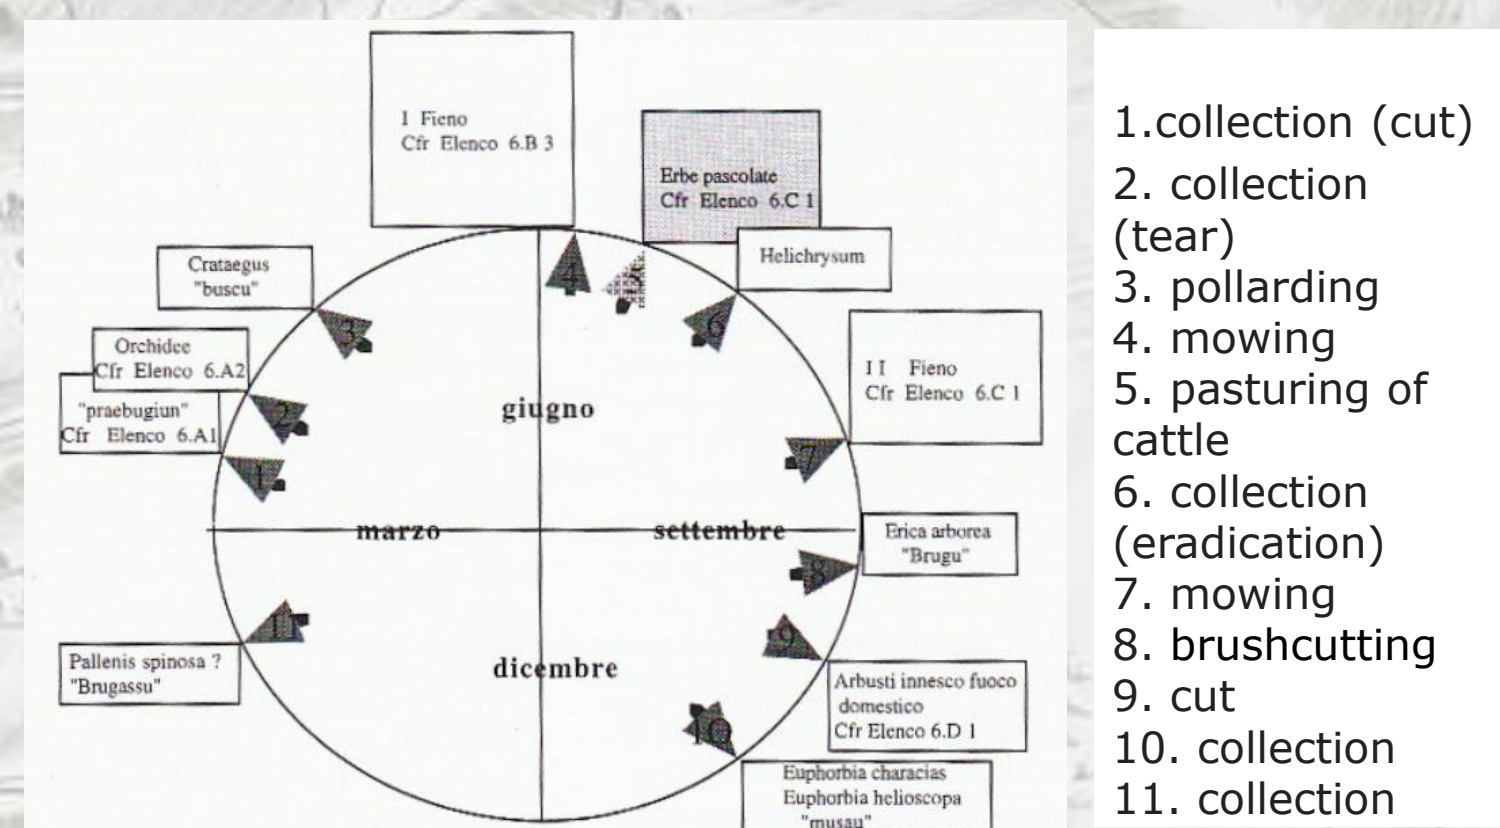 I Fieno
Cfr Elenco 6.B 3
Erbe pascolate
Cfr Elenco 6.C 1
Helichrysum
Crataegus
"buscu"
Orchidee
Cfr Elenco 6.A2
"praebugiun"
Cfr Elenco 6.A1
II Fieno
Cfr Elenco 6.C 1
4
6
3
2
1
7
giugno
marzo
settembre
Erica arborea
"Brugu"
8
9
11
10
dicembre
Pallenis spinosa ?
"Brugassu"
Arbusti innesco fuoco
domestico
Cfr Elenco 6.D 1
Euphorbia characias
Euphorbia helioscopa
"musau"
1.collection (cut)
2. collection
(tear)
3. pollarding
4. mowing
5. pasturing of
cattle
6. collection
(eradication)
7. mowing
8. brushcutting
9. cut
10. collection
11. collection